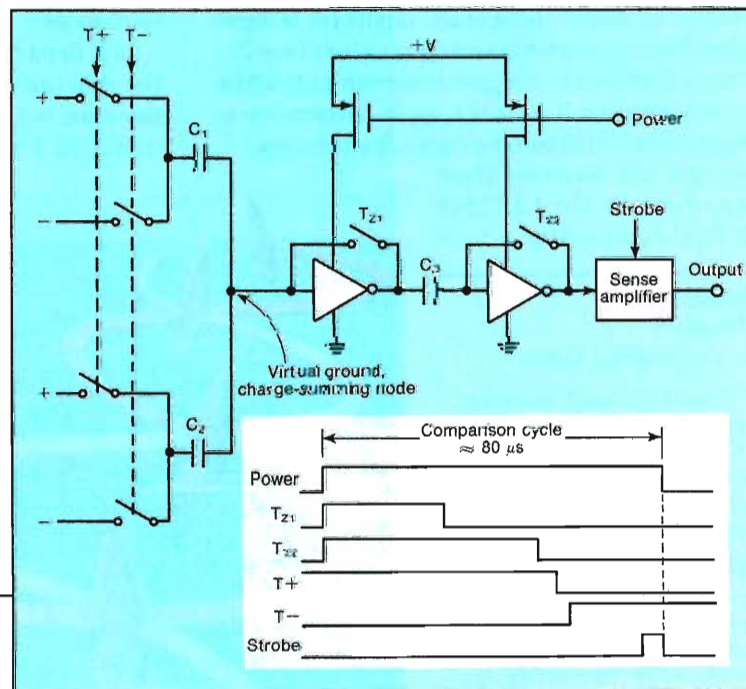 T+ T−
+V
+
C1
Power
−
TZ1
TZ2
Strobe
C3
Sense
amplifier
Output
Virtual ground,
charge-summing node
+
C2
−
Comparison cycle
≈ 80 μs
Power
TZ1
TZ2
T+
T−
Strobe